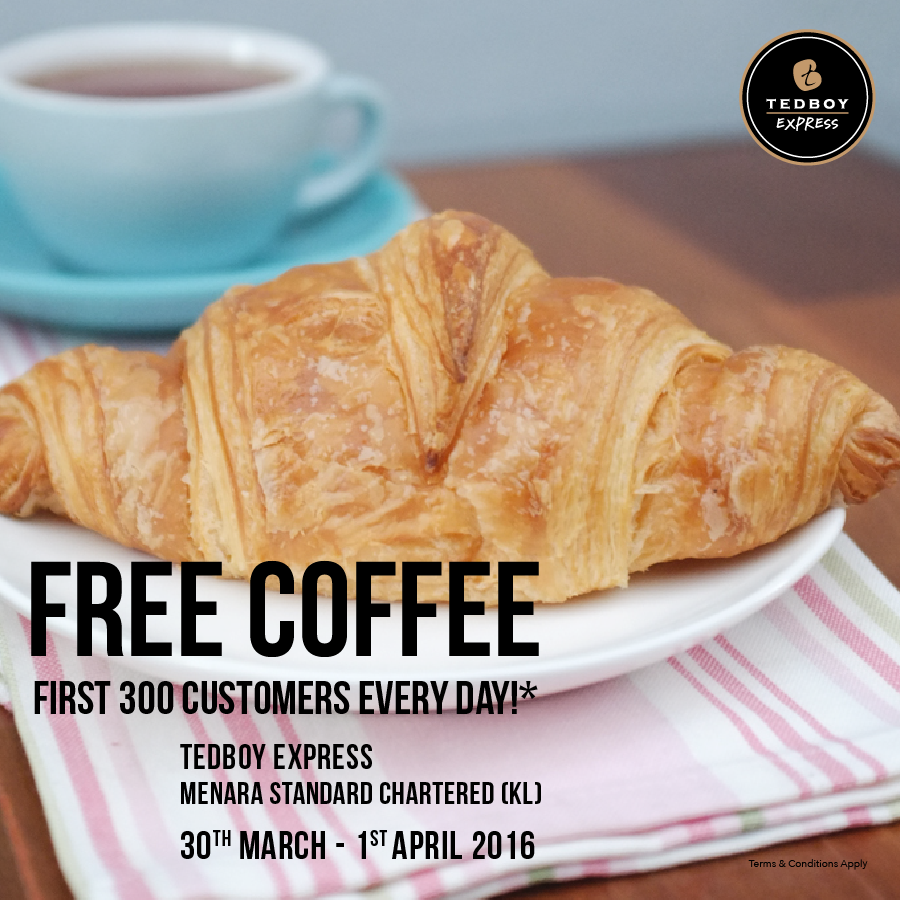 TEDBOY
EXPRESS
FREE COFFEE
FIRST 300 CUSTOMERS EVERY DAY!*
TEDBOY EXPRESS
MENARA STANDARD CHARTERED (KL)
30TH MARCH - 1ST APRIL 2016
Terms & Conditions Apply